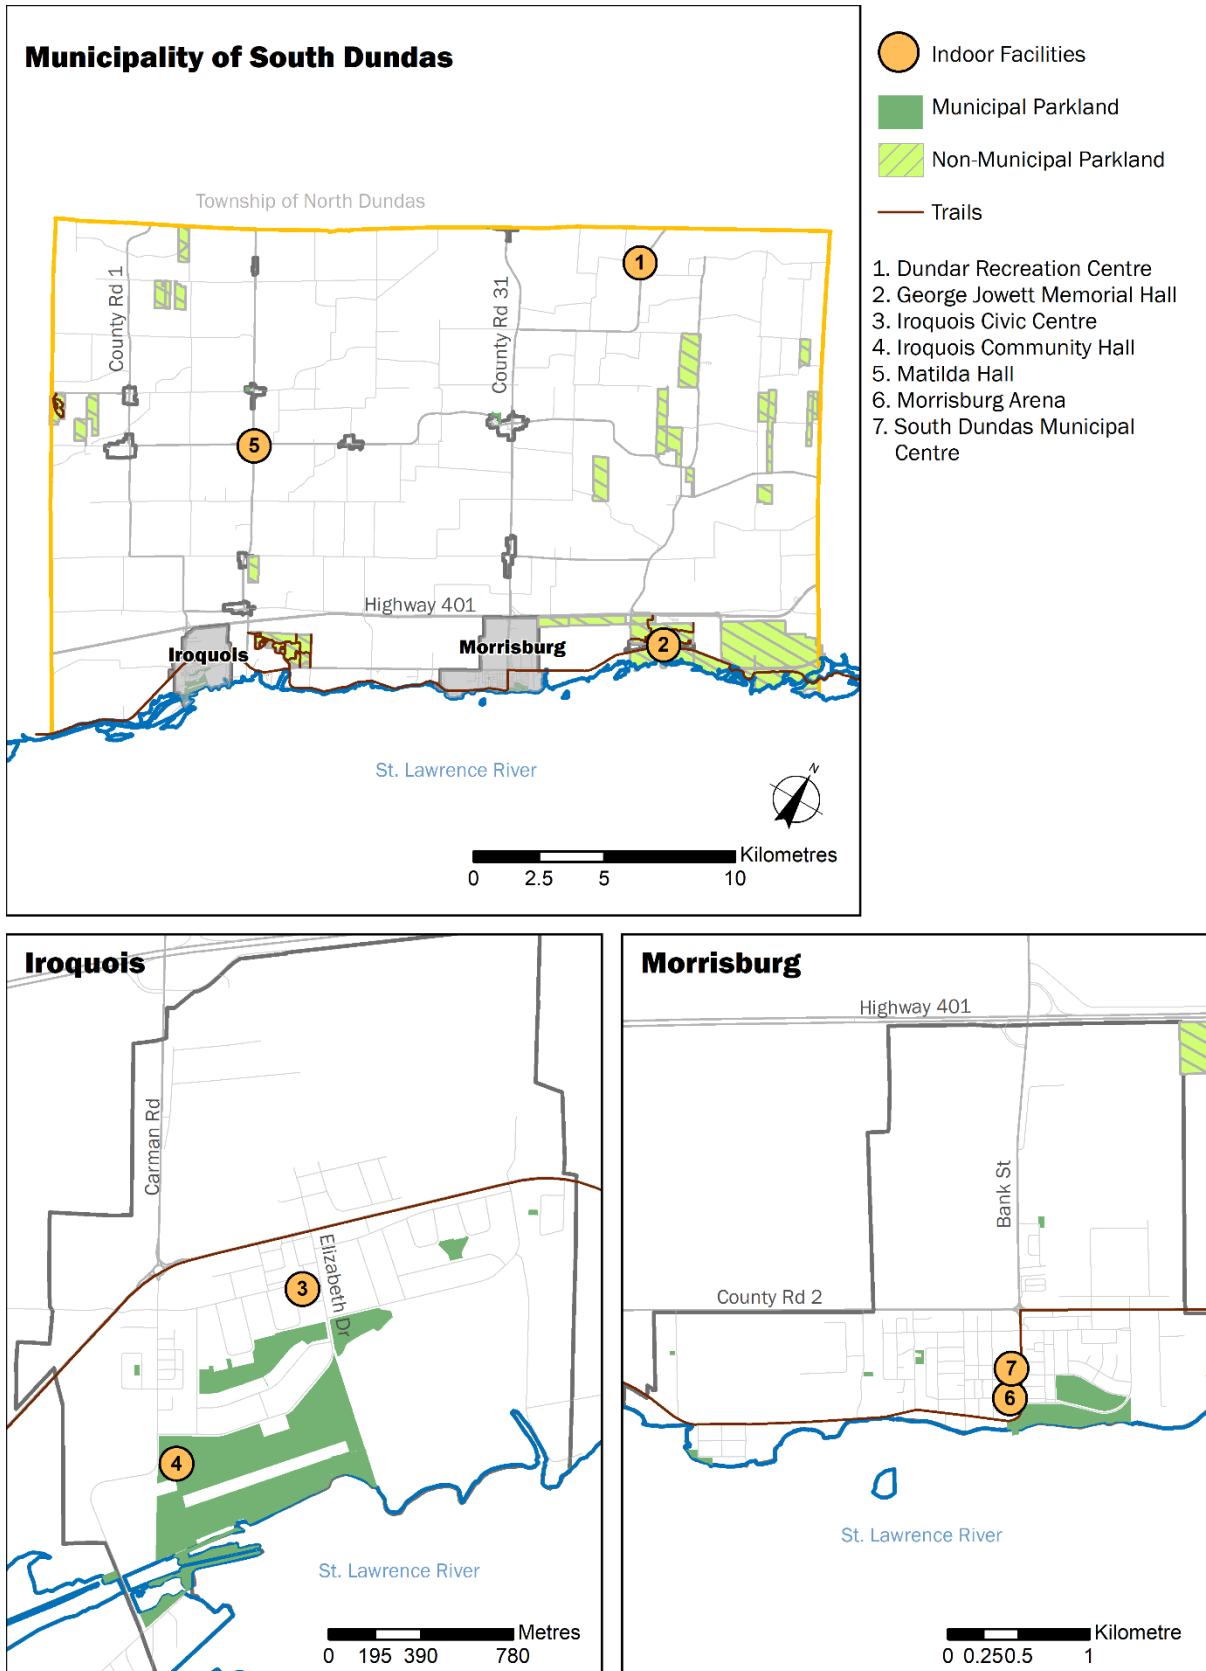 Municipality of South Dundas
Indoor Facilities
Municipal Parkland
Non-Municipal Parkland
Trails
1. Dundar Recreation Centre
2. George Jowett Memorial Hall
3. Iroquois Civic Centre
4. Iroquois Community Hall
5. Matilda Hall
6. Morrisburg Arena
7. South Dundas Municipal
Centre
Township of North Dundas
County Rd 1
County Rd 31
1
5
Highway 401
Iroquois
Morrisburg
2
St. Lawrence River
N
Kilometres
0 2.5 5 10
Iroquois
Carman Rd
Elizabeth Dr
3
4
St. Lawrence River
Metres
0 195 390 780
Morrisburg
Highway 401
Bank St
County Rd 2
7
6
St. Lawrence River
Kilometre
0 0.25 0.5 1